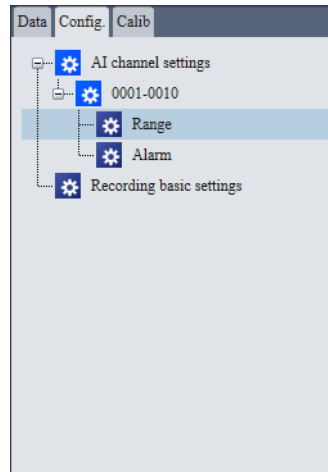 Data Config. Calib
AI channel settings
0001-0010
Range
Alarm
Recording basic settings